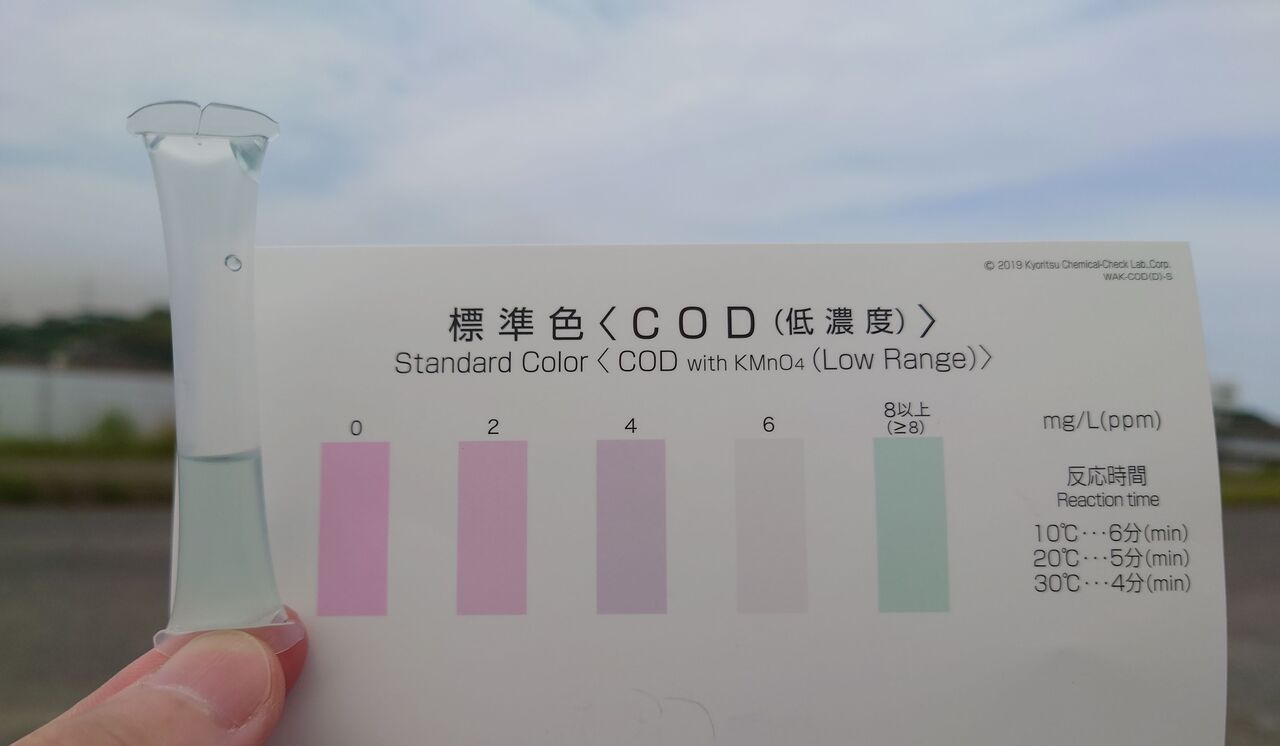 © 2019 Kyoritsu Chemical-Check Lab.,Corp.
WAK-COD(D)-S
標準色〈COD(低濃度)〉
Standard Color〈COD with KMnO4 (Low Range)〉
0 2 4 6 8以上
(≥8)
mg/L(ppm)
反応時間
Reaction time
10℃…6分(min)
20℃…5分(min)
30℃…4分(min)